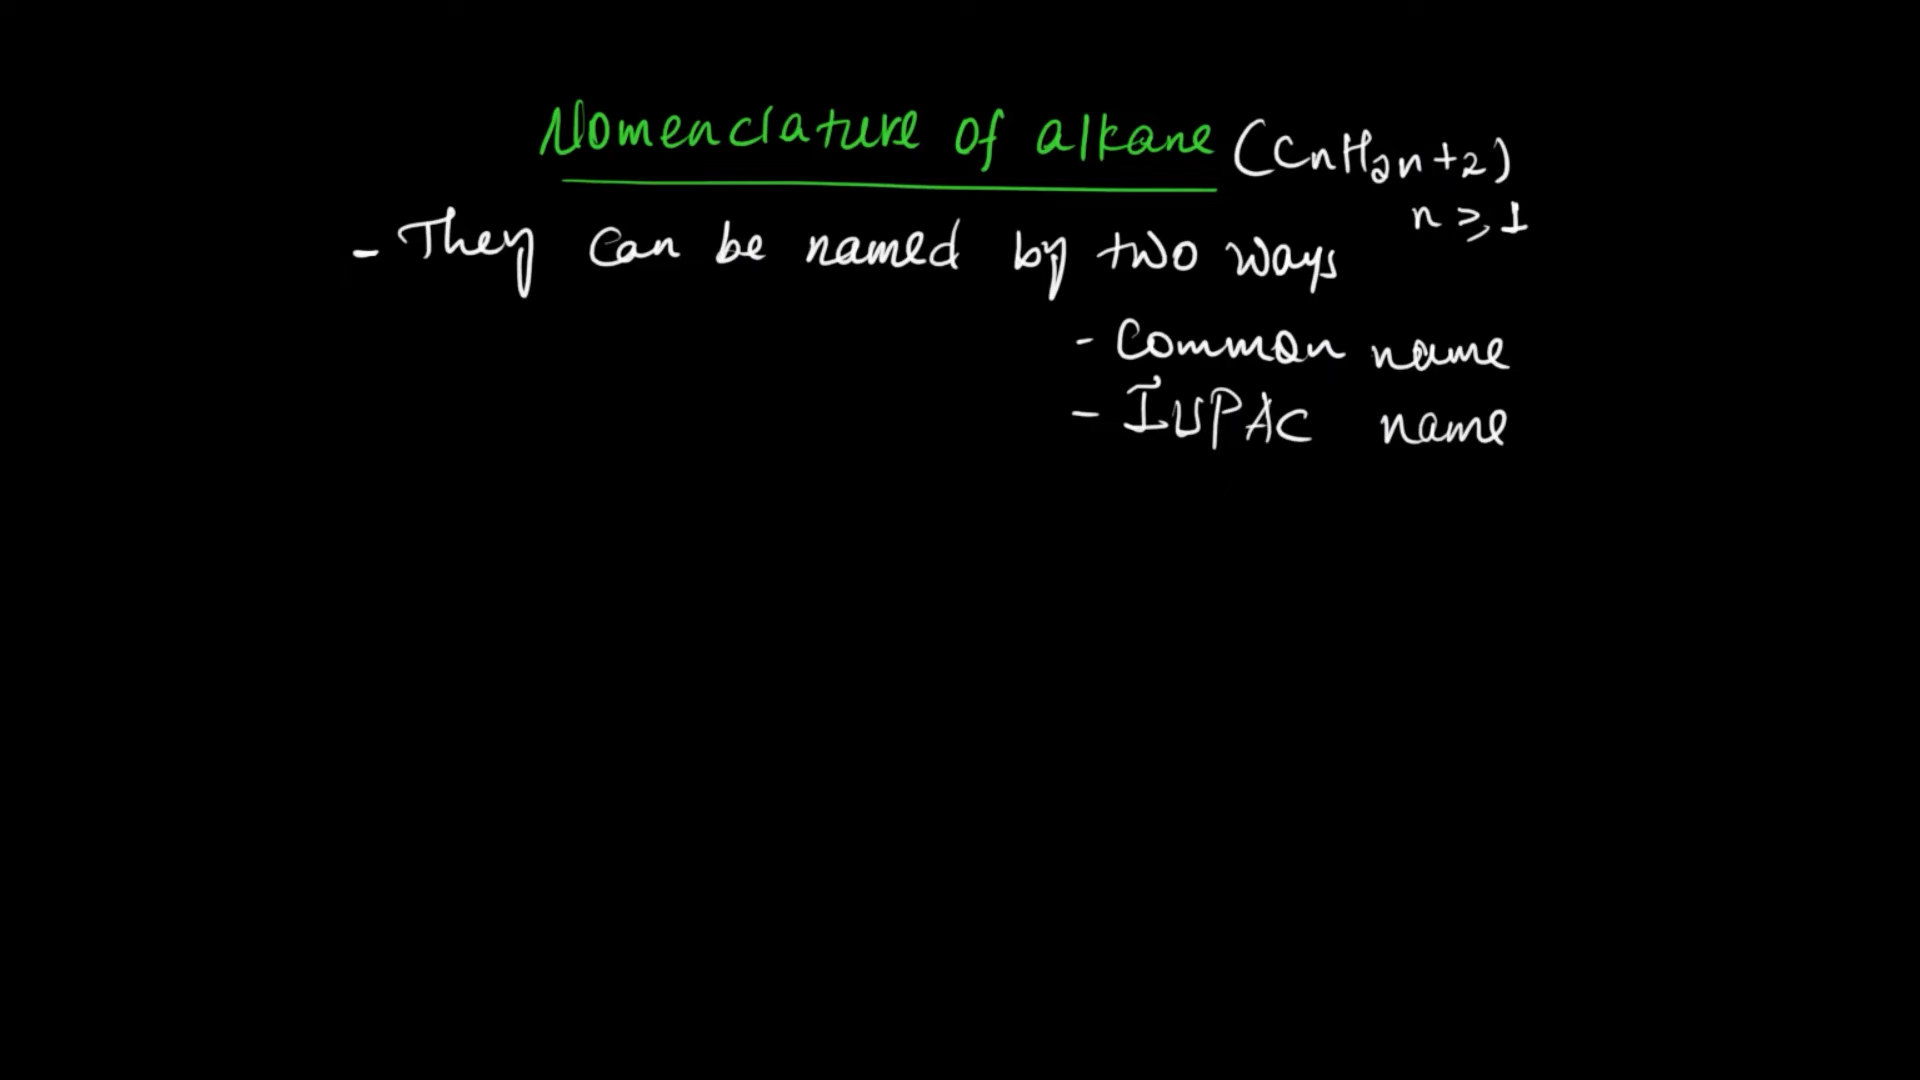 Nomenclature of alkane (CnH2n+2)
n ⩾ 1
- They can be named by two ways
- Common name
- IUPAC name